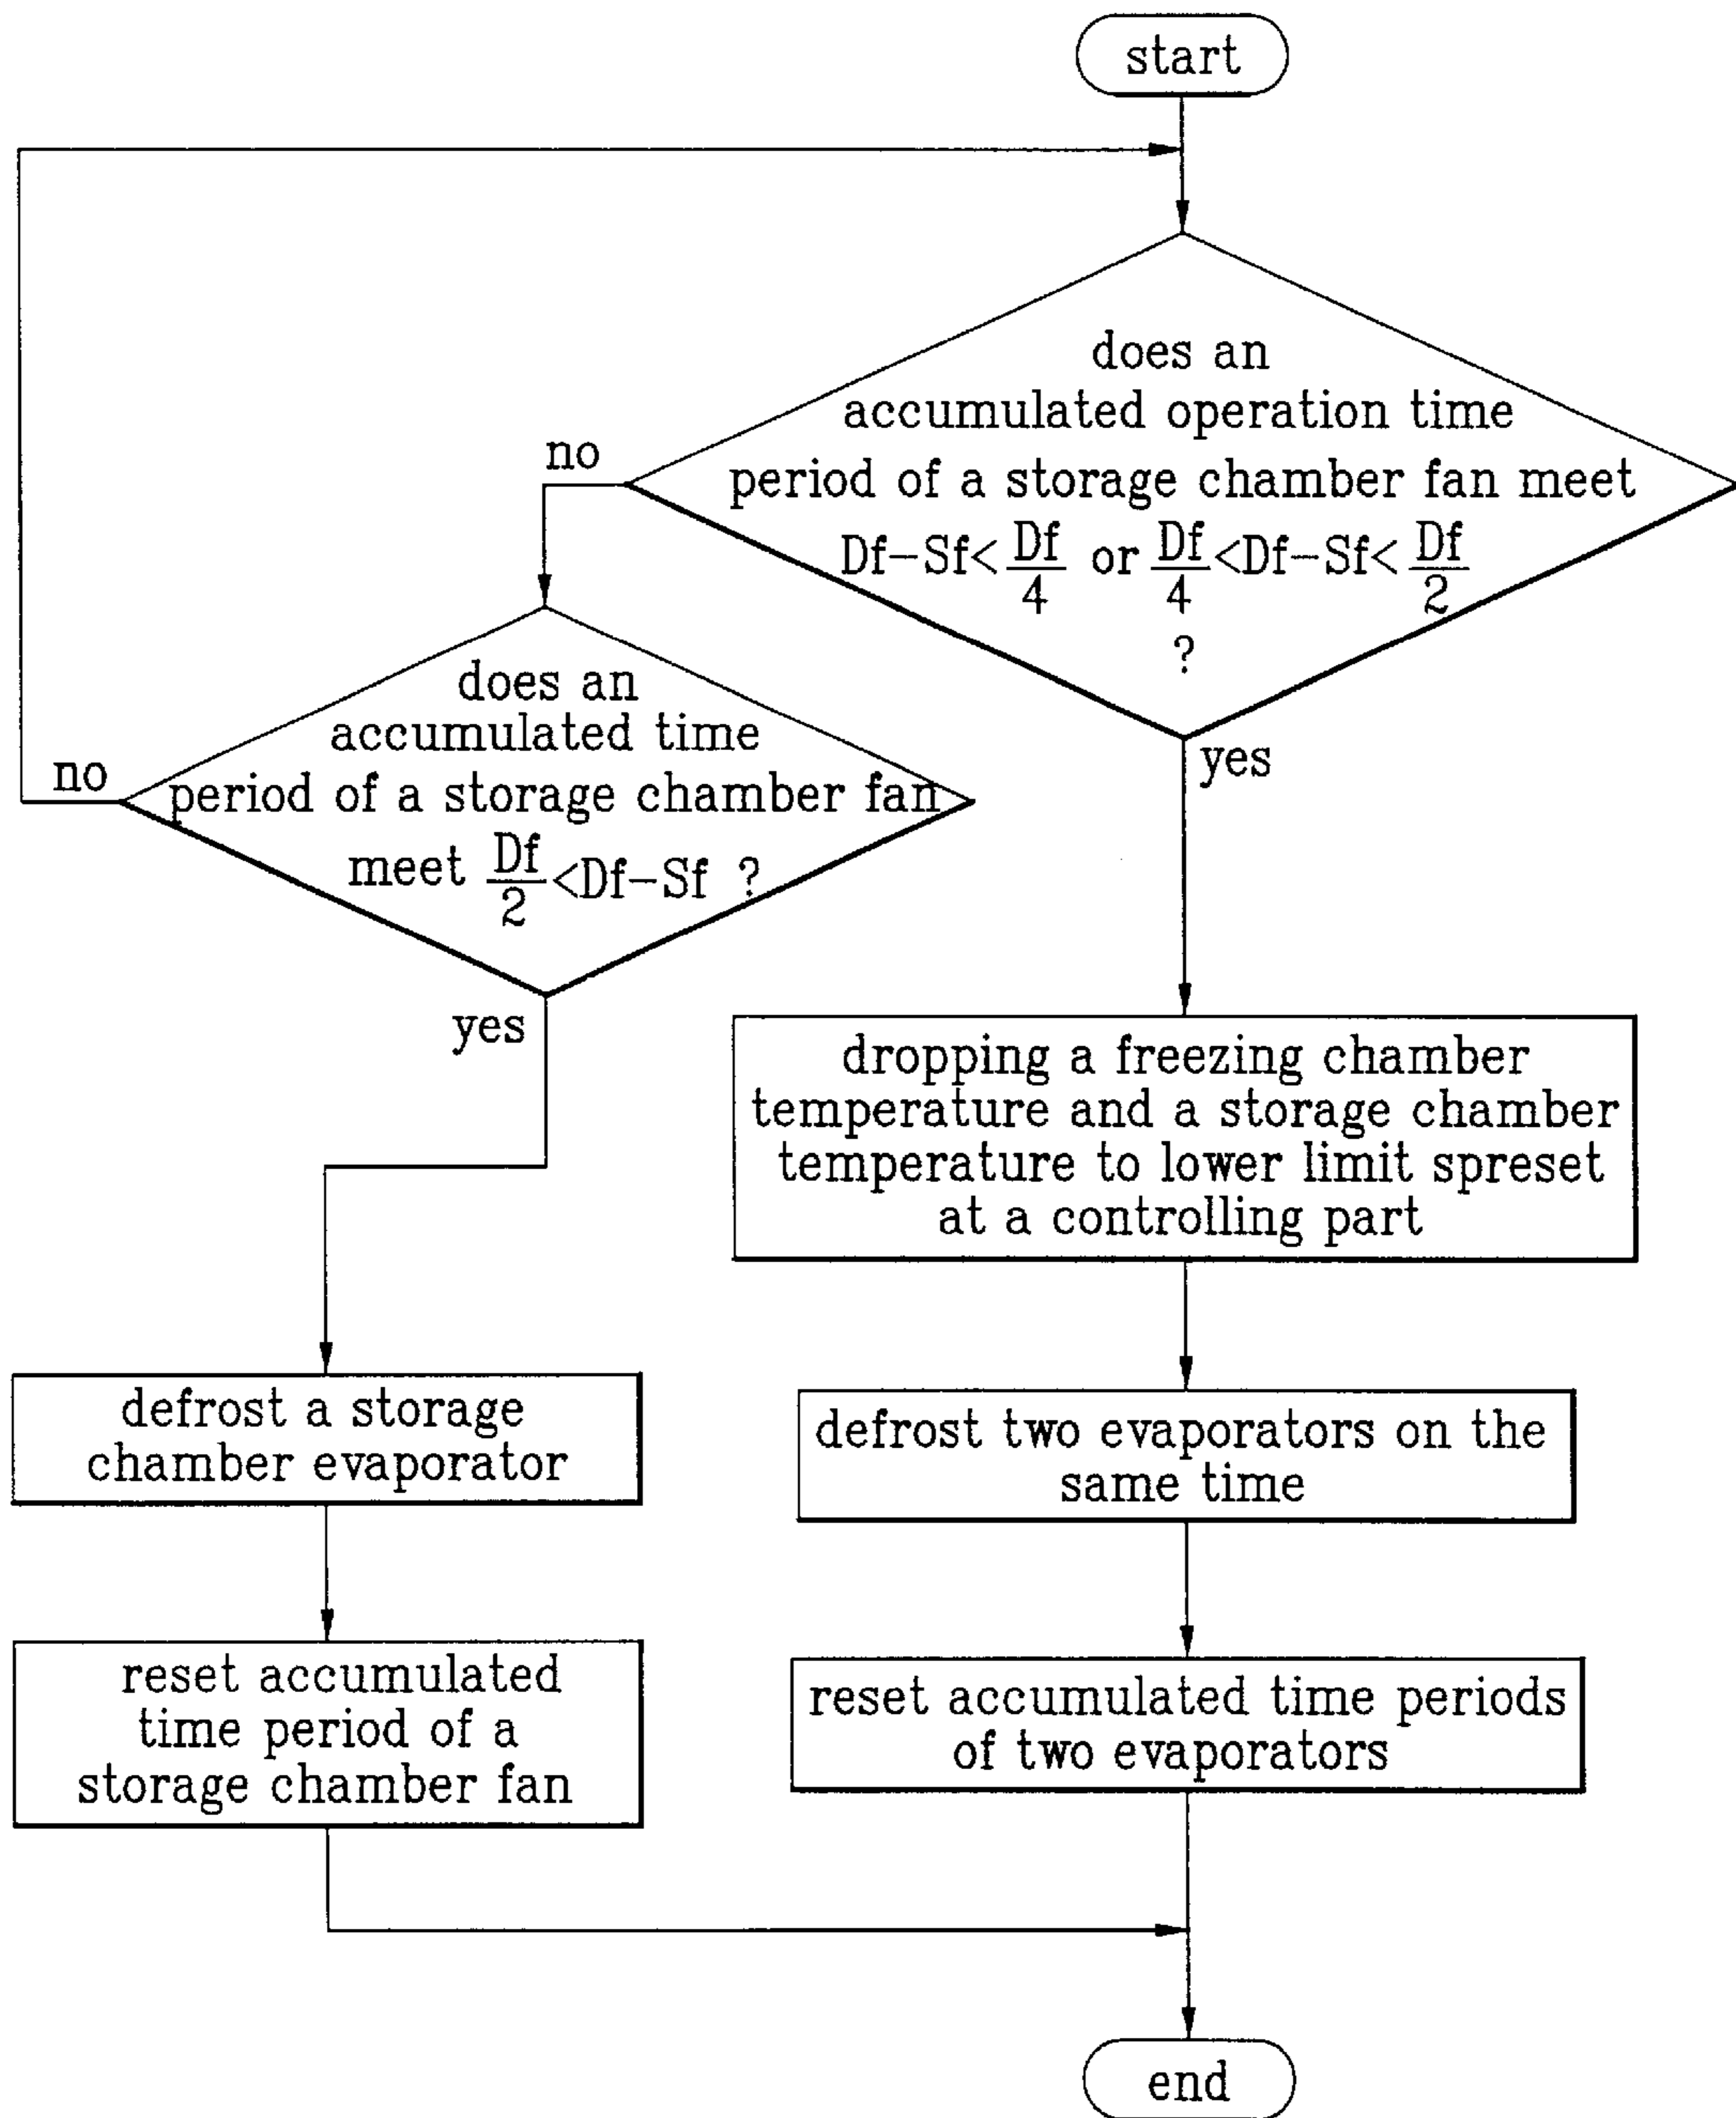 start
does an
accumulated operation time
period of a storage chamber fan meet
Df-Sf<Df/4 or Df/4<Df-Sf<Df/2
?
no
yes
does an
accumulated time
period of a storage chamber fan
meet Df/2<Df-Sf ?
no
yes
dropping a freezing chamber
temperature and a storage chamber
temperature to lower limit spreset
at a controlling part
defrost a storage
chamber evaporator
defrost two evaporators on the
same time
reset accumulated
time period of a
storage chamber fan
reset accumulated time periods
of two evaporators
end